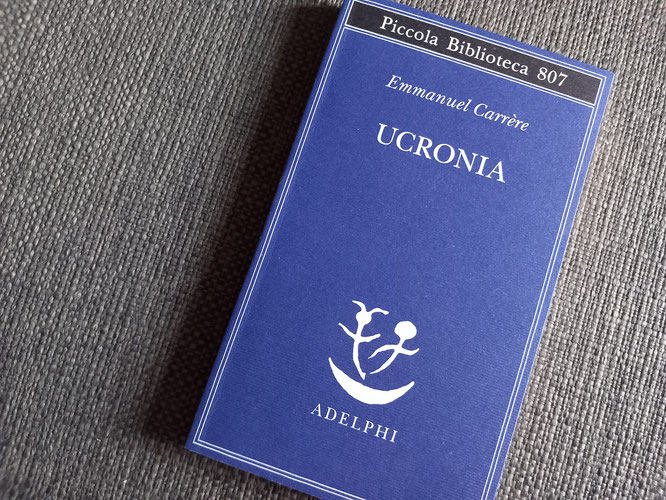 Piccola Biblioteca 807
Emmanuel Carrère
UCRONIA
ADELPHI